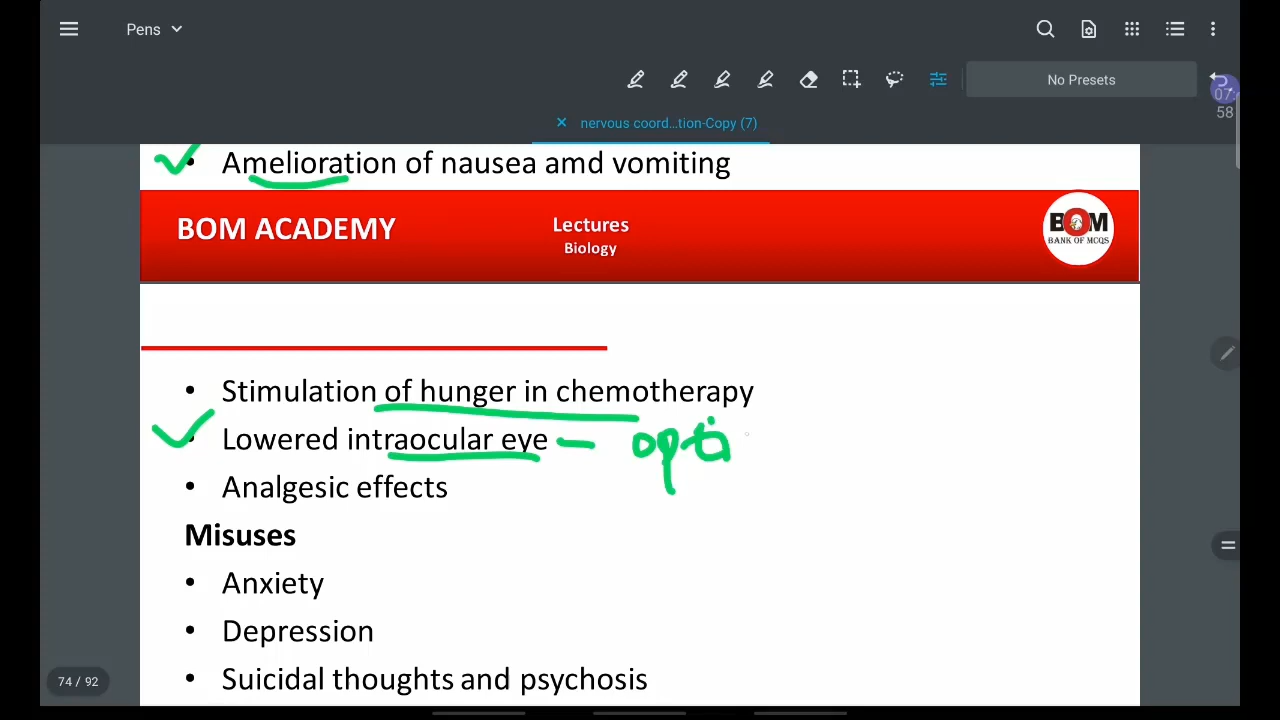 Pens
No Presets
07:
58
nervous coord...tion-Copy (7)
• Amelioration of nausea amd vomiting
BOM ACADEMY
Lectures
Biology
BOM
BANK OF MCQS
• Stimulation of hunger in chemotherapy
• Lowered intraocular eye — opti
• Analgesic effects
Misuses
• Anxiety
• Depression
• Suicidal thoughts and psychosis
74 / 92